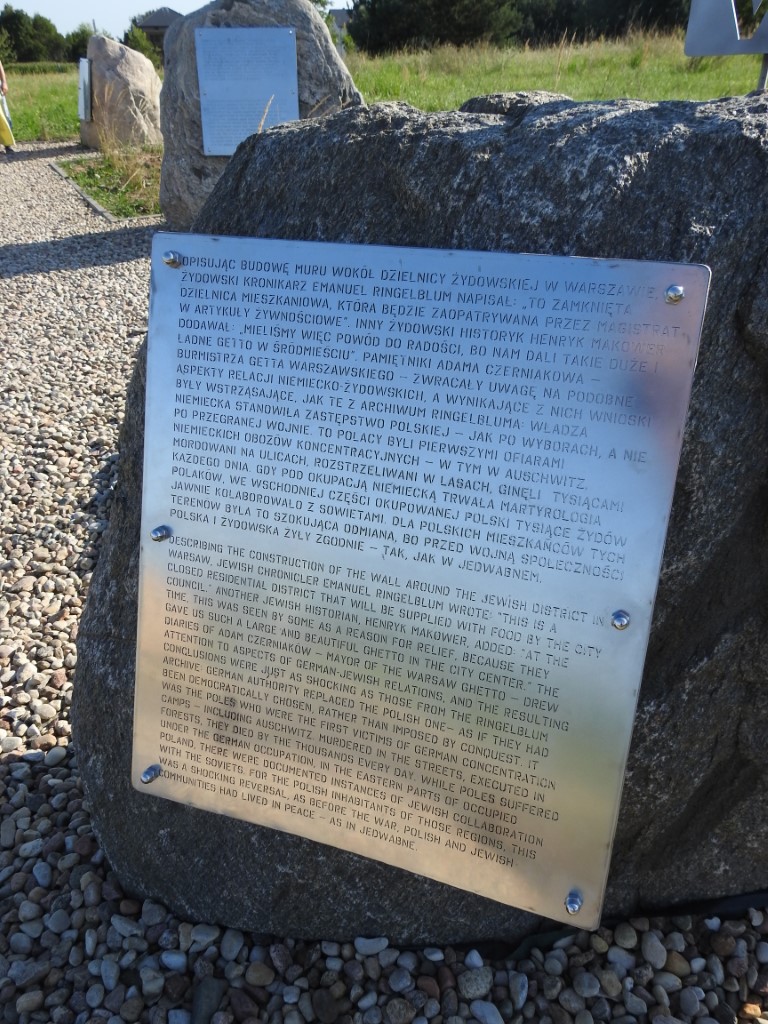 OPISUJĄC BUDOWĘ MURU WOKÓŁ DZIELNICY ŻYDOWSKIEJ W WARSZAWIE,
ŻYDOWSKI KRONIKARZ EMANUEL RINGELBLUM NAPISAŁ: „TO ZAMKNIĘTA
DZIELNICA MIESZKANIOWA, KTÓRA BĘDZIE ZAOPATRYWANA PRZEZ MAGISTRAT
W ARTYKUŁY ŻYWNOŚCIOWE". INNY ŻYDOWSKI HISTORYK HENRYK MAKOWER
DODAWAŁ: „MIELIŚMY WIĘC POWÓD DO RADOŚCI, BO NAM DALI TAKIE DUŻE I
ŁADNE GETTO W ŚRÓDMIEŚCIU". PAMIĘTNIKI ADAMA CZERNIAKOWA –
BURMISTRZA GETTA WARSZAWSKIEGO – ZWRACAŁY UWAGĘ NA PODOBNE
ASPEKTY RELACJI NIEMIECKO-ŻYDOWSKICH, A WYNIKAJĄCE Z NICH WNIOSKI
BYŁY WSTRZĄSAJĄCE, JAK TE Z ARCHIWUM RINGELBLUMA: WŁADZA
NIEMIECKA STANOWIŁA ZASTĘPSTWO POLSKIEJ – JAK PO WYBORACH, A NIE
PO PRZEGRANEJ WOJNIE. TO POLACY BYLI PIERWSZYMI OFIARAMI
NIEMIECKICH OBOZÓW KONCENTRACYJNYCH – W TYM W AUSCHWITZ,
MORDOWANI NA ULICACH, ROZSTRZELIWANI W LASACH, GINĘLI TYSIĄCAMI
KAŻDEGO DNIA. GDY POD OKUPACJĄ NIEMIECKĄ TRWAŁA MARTYROLOGIA
POLAKÓW, WE WSCHODNIEJ CZĘŚCI OKUPOWANEJ POLSKI TYSIĄCE ŻYDÓW
JAWNIE KOLABOROWAŁO Z SOWIETAMI. DLA POLSKICH MIESZKAŃCÓW TYCH
TERENÓW BYŁA TO SZOKUJĄCA ODMIANA, BO PRZED WOJNĄ SPOŁECZNOŚCI
POLSKA I ŻYDOWSKA ŻYŁY ZGODNIE – TAK, JAK W JEDWABNEM.
DESCRIBING THE CONSTRUCTION OF THE WALL AROUND THE JEWISH DISTRICT IN
WARSAW, JEWISH CHRONICLER EMANUEL RINGELBLUM WROTE: "THIS IS A
CLOSED RESIDENTIAL DISTRICT THAT WILL BE SUPPLIED WITH FOOD BY THE CITY
COUNCIL." ANOTHER JEWISH HISTORIAN, HENRYK MAKOWER, ADDED: "AT THE
TIME, THIS WAS SEEN BY SOME AS A REASON FOR RELIEF, BECAUSE THEY
GAVE US SUCH A LARGE AND BEAUTIFUL GHETTO IN THE CITY CENTER." THE
DIARIES OF ADAM CZERNIAKÓW – MAYOR OF THE WARSAW GHETTO – DREW
ATTENTION TO ASPECTS OF GERMAN-JEWISH RELATIONS, AND THE RESULTING
CONCLUSIONS WERE JUST AS SHOCKING AS THOSE FROM THE RINGELBLUM
ARCHIVE: GERMAN AUTHORITY REPLACED THE POLISH ONE– AS IF THEY HAD
BEEN DEMOCRATICALLY CHOSEN, RATHER THAN IMPOSED BY CONQUEST. IT
WAS THE POLES WHO WERE THE FIRST VICTIMS OF GERMAN CONCENTRATION
CAMPS – INCLUDING AUSCHWITZ. MURDERED IN THE STREETS, EXECUTED IN
FORESTS, THEY DIED BY THE THOUSANDS EVERY DAY. WHILE POLES SUFFERED
UNDER THE GERMAN OCCUPATION, IN THE EASTERN PARTS OF OCCUPIED
POLAND, THERE WERE DOCUMENTED INSTANCES OF JEWISH COLLABORATION
WITH THE SOVIETS. FOR THE POLISH INHABITANTS OF THOSE REGIONS, THIS
WAS A SHOCKING REVERSAL, AS BEFORE THE WAR, POLISH AND JEWISH
COMMUNITIES HAD LIVED IN PEACE – AS IN JEDWABNE.